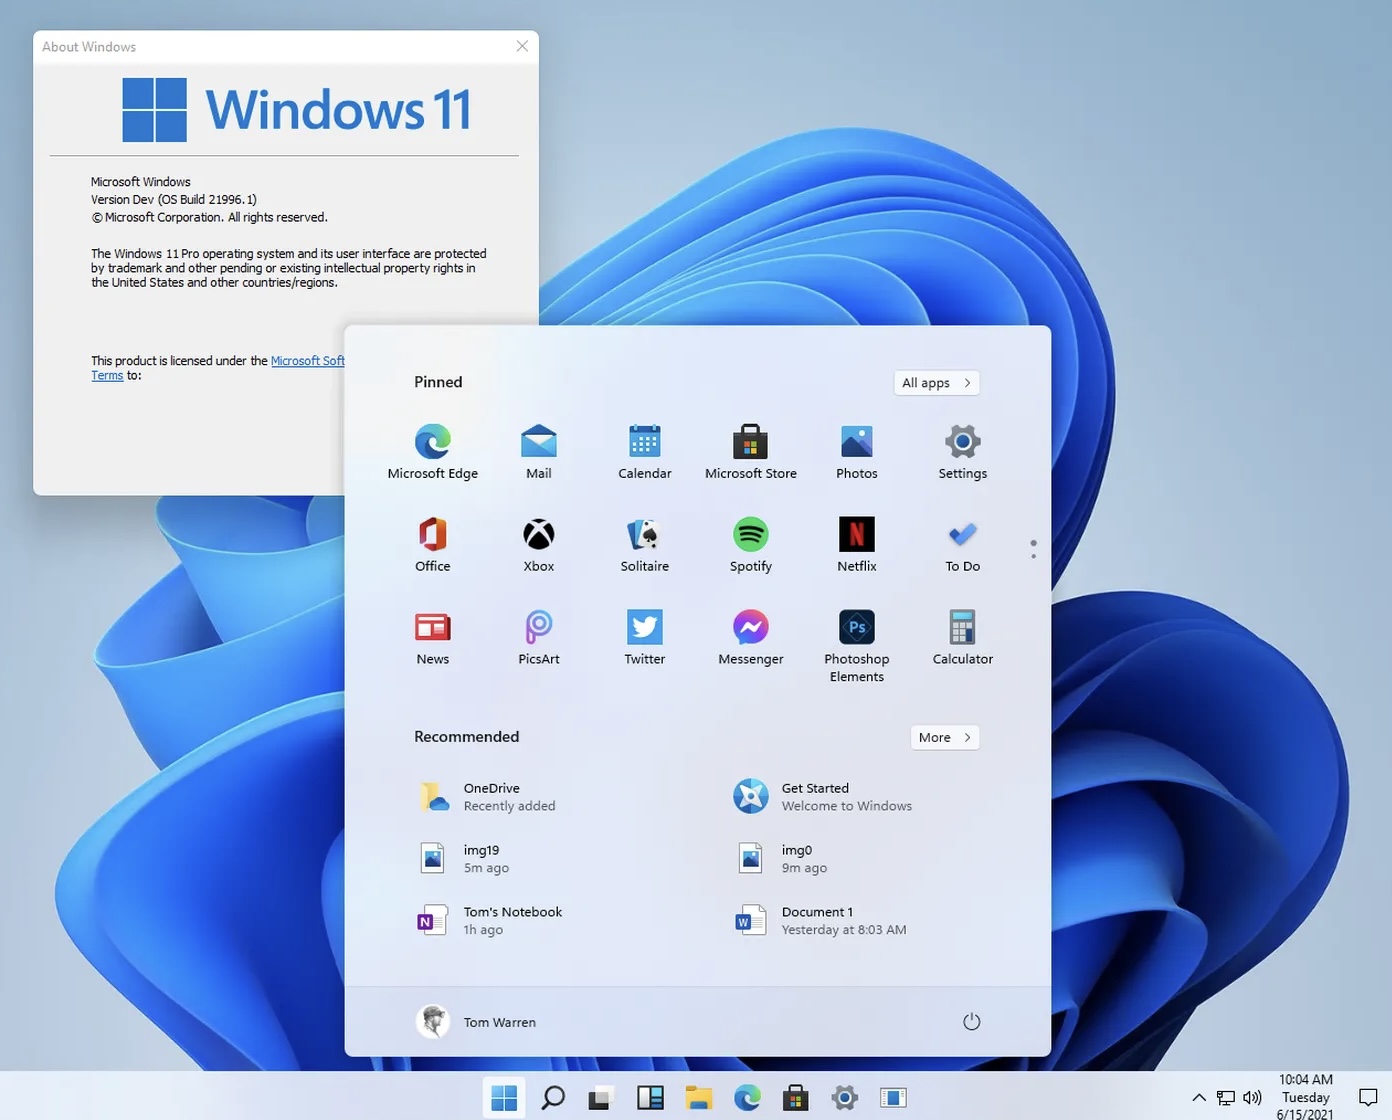 About Windows
Windows 11
Microsoft Windows
Version Dev (OS Build 21996.1)
© Microsoft Corporation. All rights reserved.
The Windows 11 Pro operating system and its user interface are protected
by trademark and other pending or existing intellectual property rights in
the United States and other countries/regions.
This product is licensed under the Microsoft Soft
Terms to:
Pinned
All apps
Microsoft Edge
Mail
Calendar
Microsoft Store
Photos
Settings
Office
Xbox
Solitaire
Spotify
Netflix
To Do
News
PicsArt
Twitter
Messenger
Ps
Photoshop
Elements
Calculator
Recommended
More
OneDrive
Recently added
Get Started
Welcome to Windows
img19
5m ago
img0
9m ago
Tom's Notebook
1h ago
Document 1
Yesterday at 8:03 AM
Tom Warren
10:04 AM
Tuesday
6/15/2021